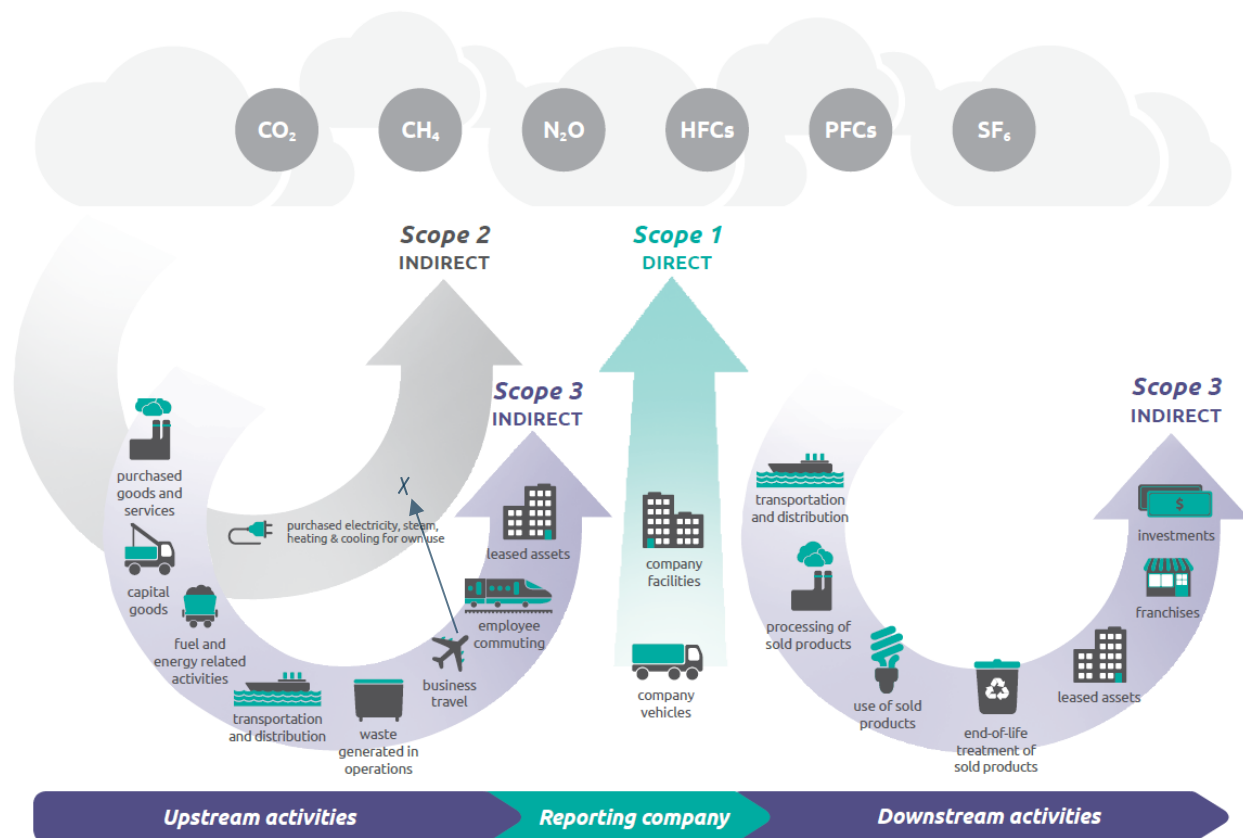 CO₂
CH₄
N₂O
HFCs
PFCs
SF₆
Scope 2
INDIRECT
Scope 1
DIRECT
Scope 3
INDIRECT
Scope 3
INDIRECT
purchased
goods and
services
capital
goods
fuel and
energy related
activities
transportation
and distribution
waste
generated in
operations
business
travel
employee
commuting
leased assets
purchased electricity, steam,
heating & cooling for own use
X
company
facilities
company
vehicles
transportation
and distribution
processing of
sold products
use of sold
products
end-of-life
treatment of
sold products
leased assets
franchises
$
investments
Upstream activities
Reporting company
Downstream activities